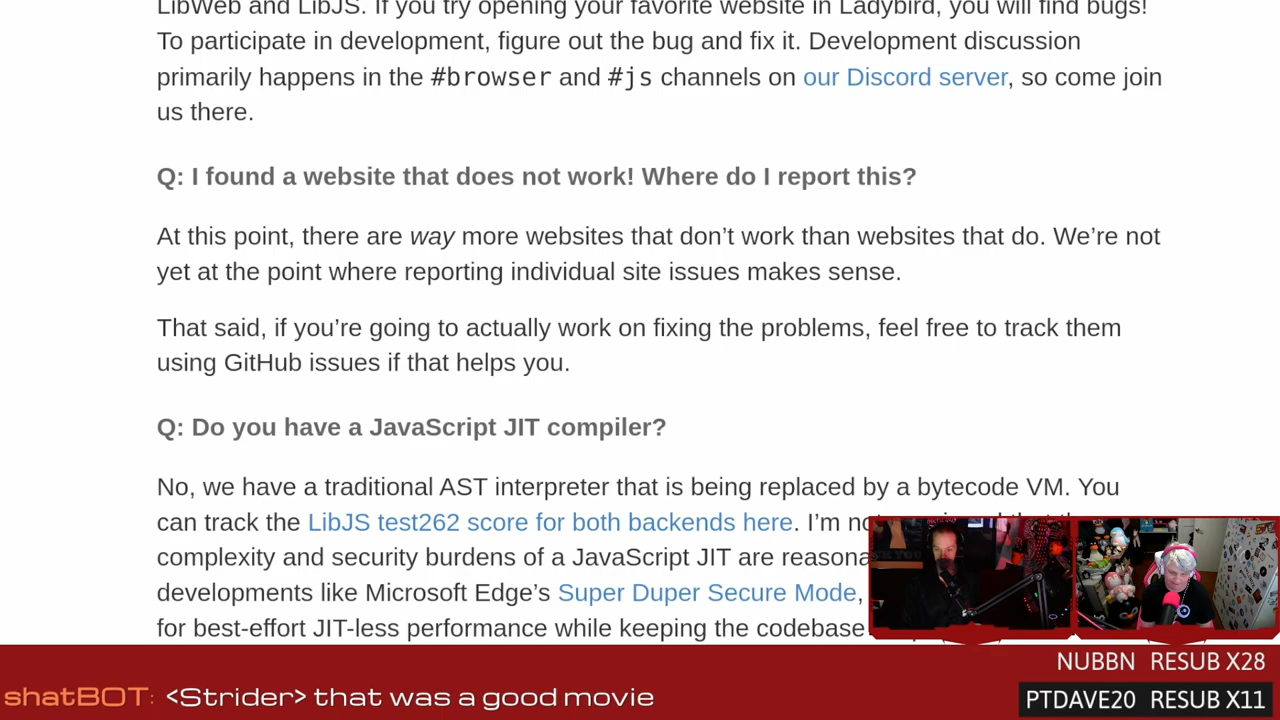 LibWeb and LibJS. If you try opening your favorite website in Ladybird, you will find bugs!
To participate in development, figure out the bug and fix it. Development discussion
primarily happens in the #browser and #js channels on our Discord server, so come join
us there.
Q: I found a website that does not work! Where do I report this?
At this point, there are way more websites that don’t work than websites that do. We’re not
yet at the point where reporting individual site issues makes sense.
That said, if you’re going to actually work on fixing the problems, feel free to track them
using GitHub issues if that helps you.
Q: Do you have a JavaScript JIT compiler?
No, we have a traditional AST interpreter that is being replaced by a bytecode VM. You
can track the LibJS test262 score for both backends here. I’m
complexity and security burdens of a JavaScript JIT are
developments like Microsoft Edge’s Super Duper Secure Mode,
for best-effort JIT-less performance while keeping the codebase
NUBBN RESUB X28
shatBOT: <Strider> that was a good movie
PTDAVE20 RESUB X11